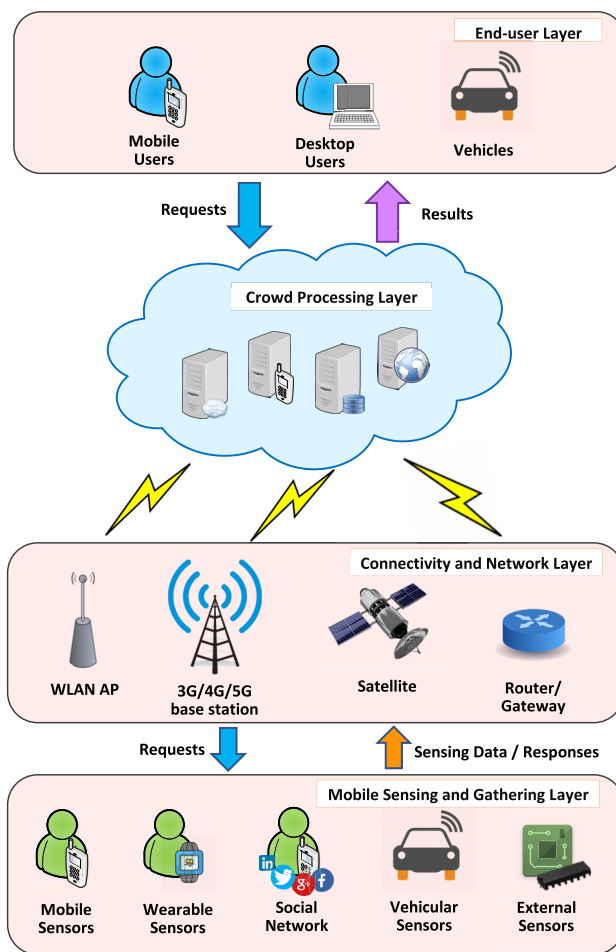 End-user Layer
Mobile
Users
Desktop
Users
Vehicles
Requests
Results
Crowd Processing Layer
Connectivity and Network Layer
WLAN AP
3G/4G/5G
base station
Satellite
Router/
Gateway
Requests
Sensing Data / Responses
Mobile Sensing and Gathering Layer
in
g+
f
Mobile
Sensors
Wearable
Sensors
Social
Network
Vehicular
Sensors
External
Sensors